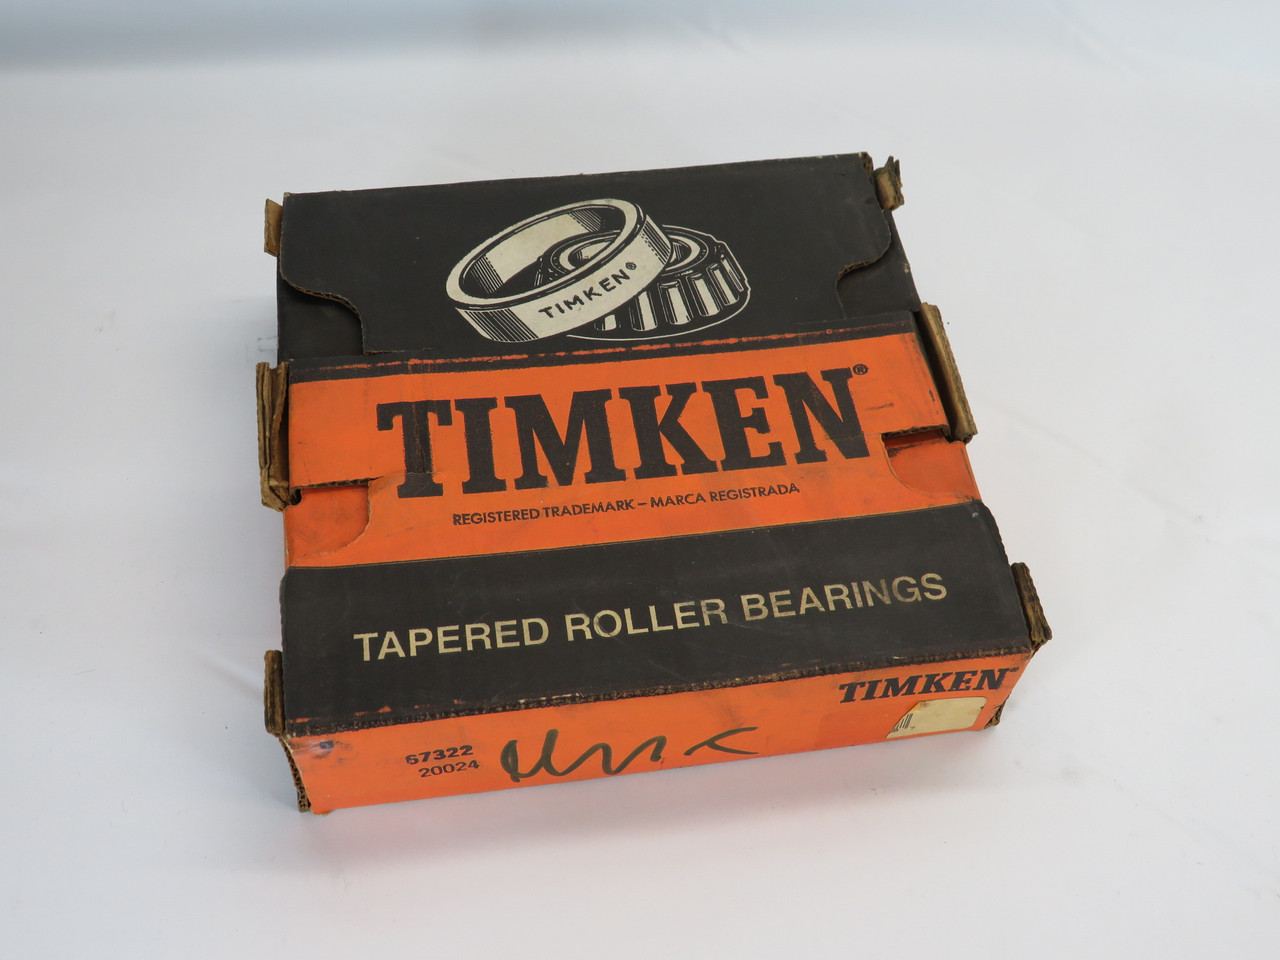 TIMKEN®
TIMKEN®
REGISTERED TRADEMARK – MARCA REGISTRADA
TAPERED ROLLER BEARINGS
TIMKEN®
67322
20024